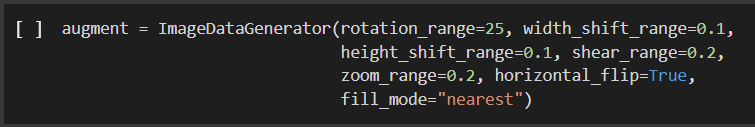 [ ] augment = ImageDataGenerator(rotation_range=25, width_shift_range=0.1,
height_shift_range=0.1, shear_range=0.2,
zoom_range=0.2, horizontal_flip=True,
fill_mode="nearest")